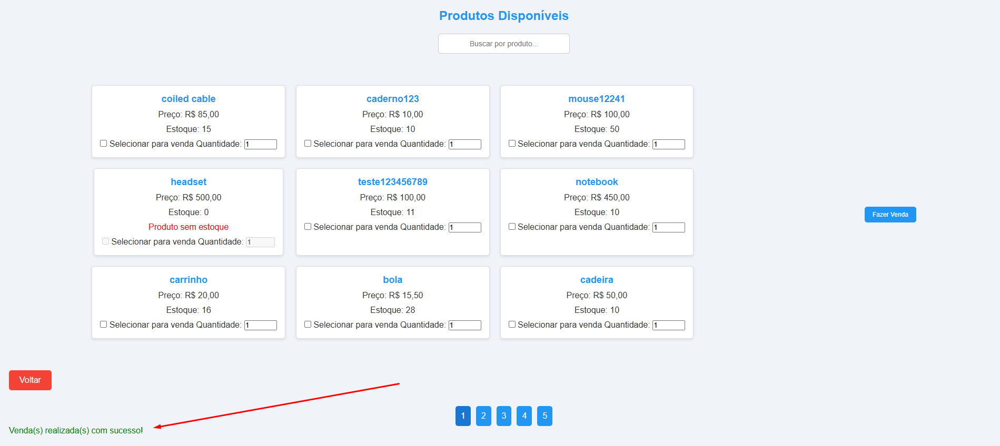 Produtos Disponíveis
Buscar por produto...
coiled cable
Preço: R$ 85,00
Estoque: 15
Selecionar para venda Quantidade: 1
caderno123
Preço: R$ 10,00
Estoque: 10
Selecionar para venda Quantidade: 1
mouse12241
Preço: R$ 100,00
Estoque: 50
Selecionar para venda Quantidade: 1
headset
Preço: R$ 500,00
Estoque: 0
Produto sem estoque
Selecionar para venda Quantidade: 1
teste123456789
Preço: R$ 100,00
Estoque: 11
Selecionar para venda Quantidade: 1
notebook
Preço: R$ 450,00
Estoque: 10
Selecionar para venda Quantidade: 1
Fazer Venda
carrinho
Preço: R$ 20,00
Estoque: 16
Selecionar para venda Quantidade: 1
bola
Preço: R$ 15,50
Estoque: 28
Selecionar para venda Quantidade: 1
cadeira
Preço: R$ 50,00
Estoque: 10
Selecionar para venda Quantidade: 1
Voltar
1 2 3 4 5
Venda(s) realizada(s) com sucesso!